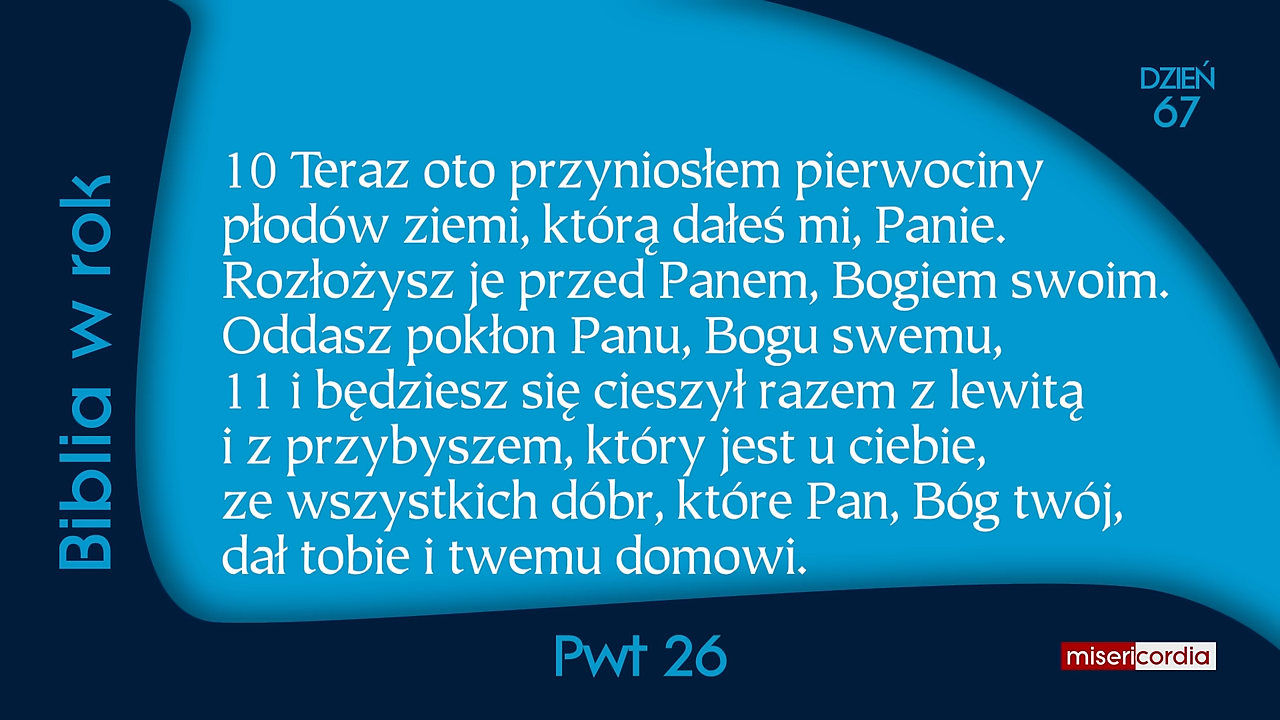 DZIEŃ
67
Biblia w rok
10 Teraz oto przyniosłem pierwociny
płodów ziemi, którą dałeś mi, Panie.
Rozłożysz je przed Panem, Bogiem swoim.
Oddasz pokłon Panu, Bogu swemu,
11 i będziesz się cieszył razem z lewitą
i z przybyszem, który jest u ciebie,
ze wszystkich dóbr, które Pan, Bóg twój,
dał tobie i twemu domowi.
Pwt 26
misericordia